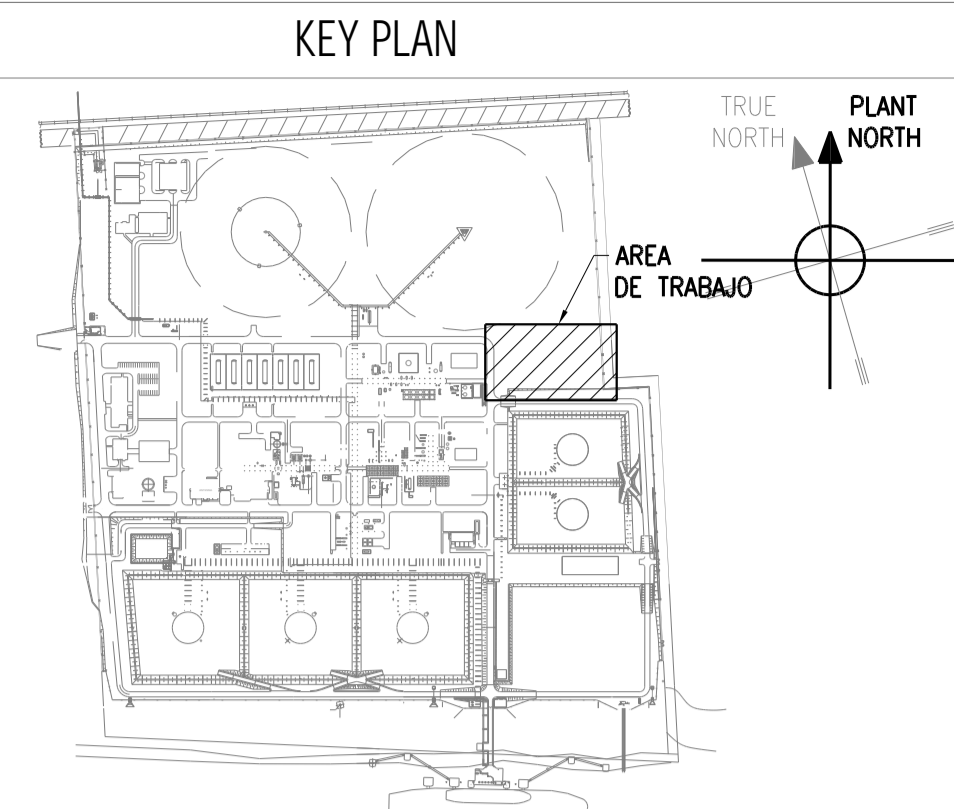 KEY PLAN
TRUE
NORTH
PLANT
NORTH
AREA
DE TRABAJO